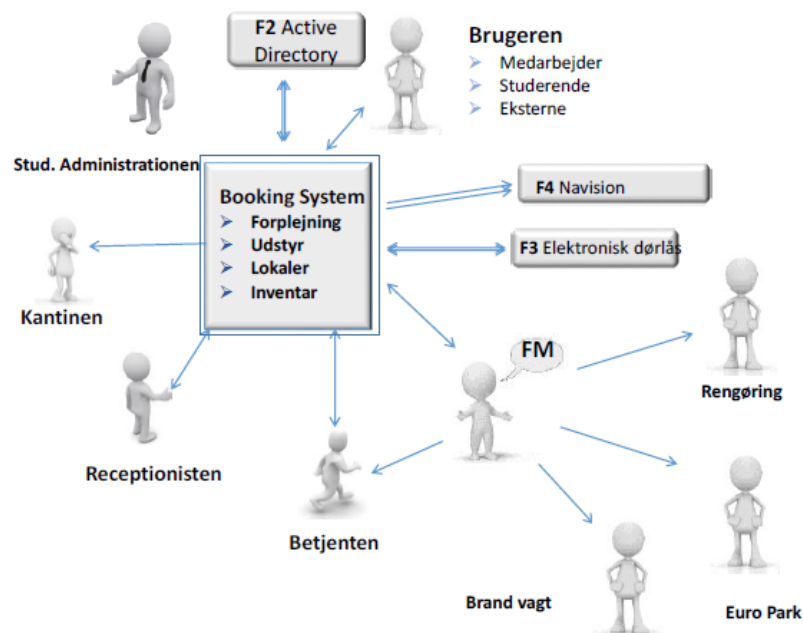 F2 Active
Directory
Brugeren
Medarbejder
Studerende
Eksterne
Stud. Administrationen
Booking System
Forplejning
Udstyr
Lokaler
Inventar
F4 Navision
F3 Elektronisk dørlås
Kantinen
FM
Rengøring
Receptionisten
Betjenten
Brand vagt
Euro Park